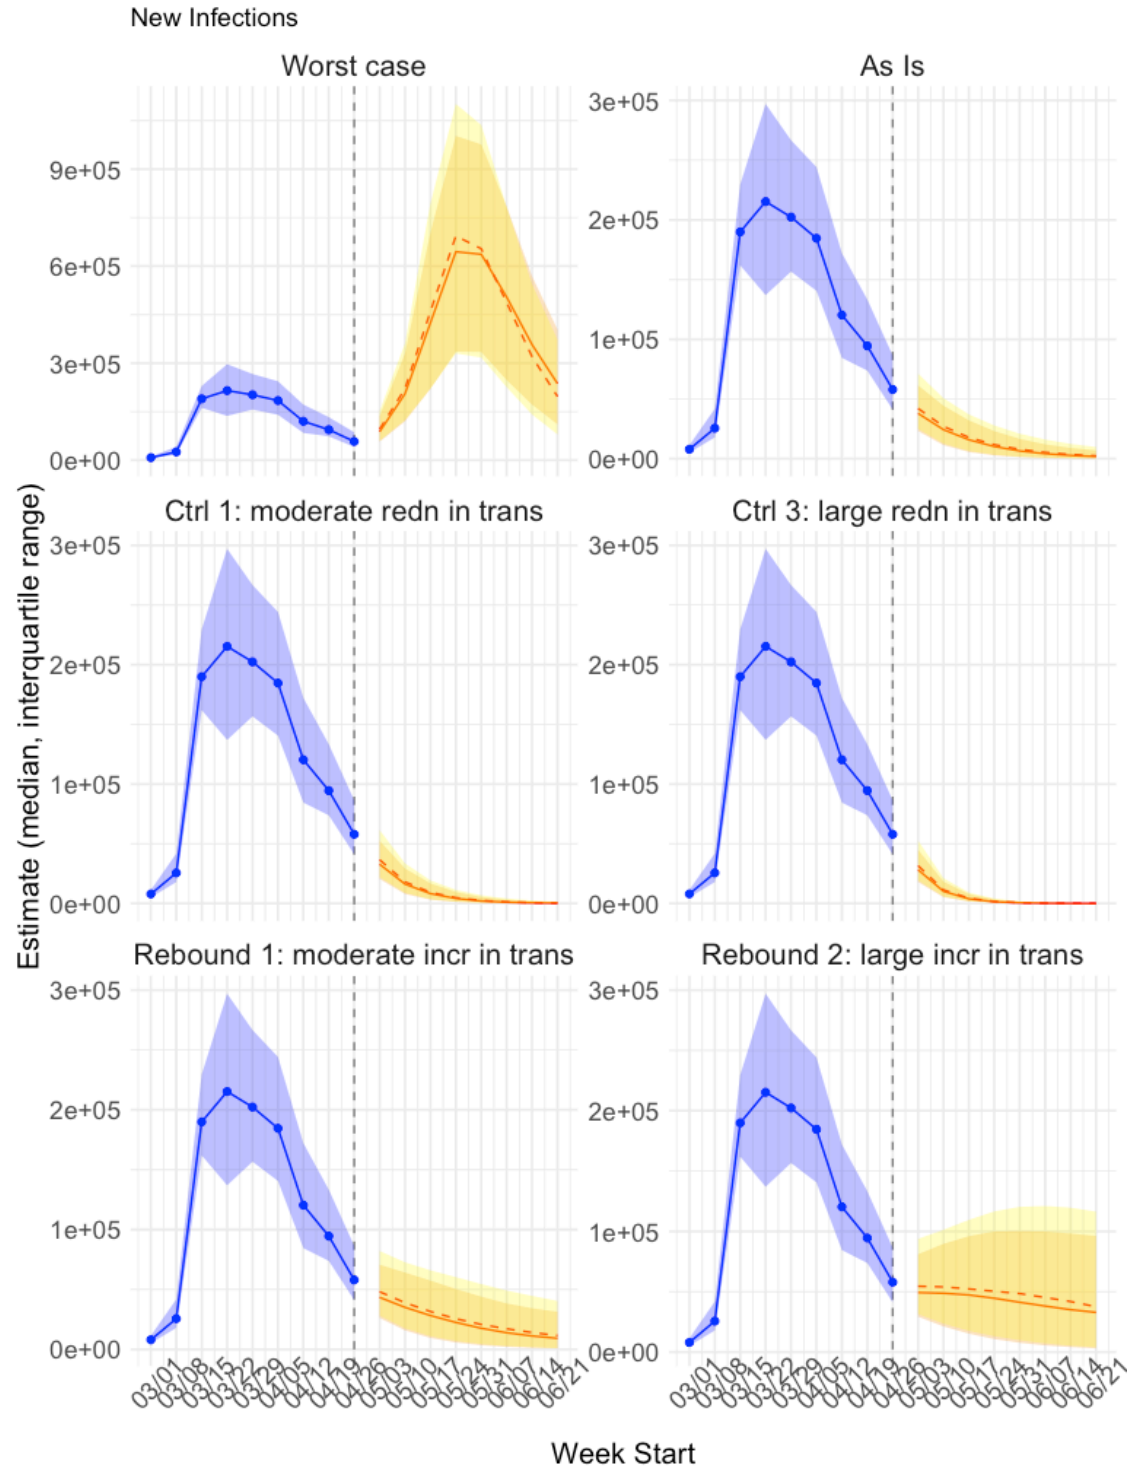 New Infections
Worst case
As Is
9e+05
6e+05
3e+05
0e+00
3e+05
2e+05
1e+05
0e+00
Ctrl 1: moderate redn in trans
Ctrl 3: large redn in trans
3e+05
2e+05
1e+05
0e+00
3e+05
2e+05
1e+05
0e+00
Rebound 1: moderate incr in trans
Rebound 2: large incr in trans
3e+05
2e+05
1e+05
0e+00
3e+05
2e+05
1e+05
0e+00
Estimate (median, interquartile range)
03/01 03/08 03/15 03/22 03/29 04/05 04/12 04/19 04/26 05/03 05/10 05/17 05/24 05/31 06/07 06/14 06/21
03/01 03/08 03/15 03/22 03/29 04/05 04/12 04/19 04/26 05/03 05/10 05/17 05/24 05/31 06/07 06/14 06/21
Week Start